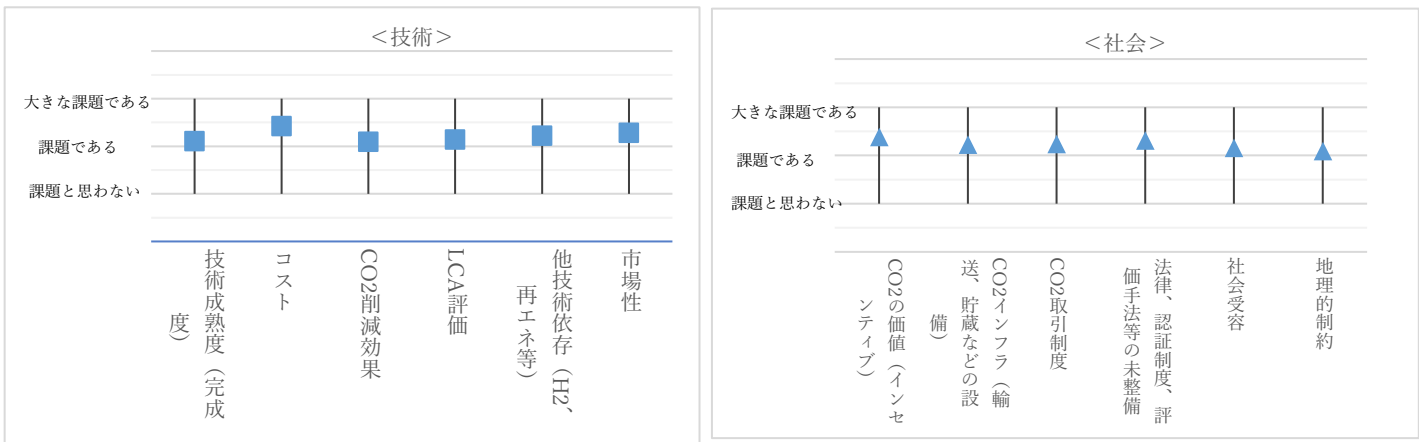 ＜技術＞
大きな課題である
課題である
課題と思わない
技術成熟度（完成
度）
コスト
CO2削減効果
LCA評価
他技術依存（H2、
再エネ等）
市場性
＜社会＞
大きな課題である
課題である
課題と思わない
CO2の価値（インセ
ンティブ）
CO2インフラ（輸
送、貯蔵などの設
備）
CO2取引制度
法律、認証制度、評
価手法等の未整備
社会受容
地理的制約